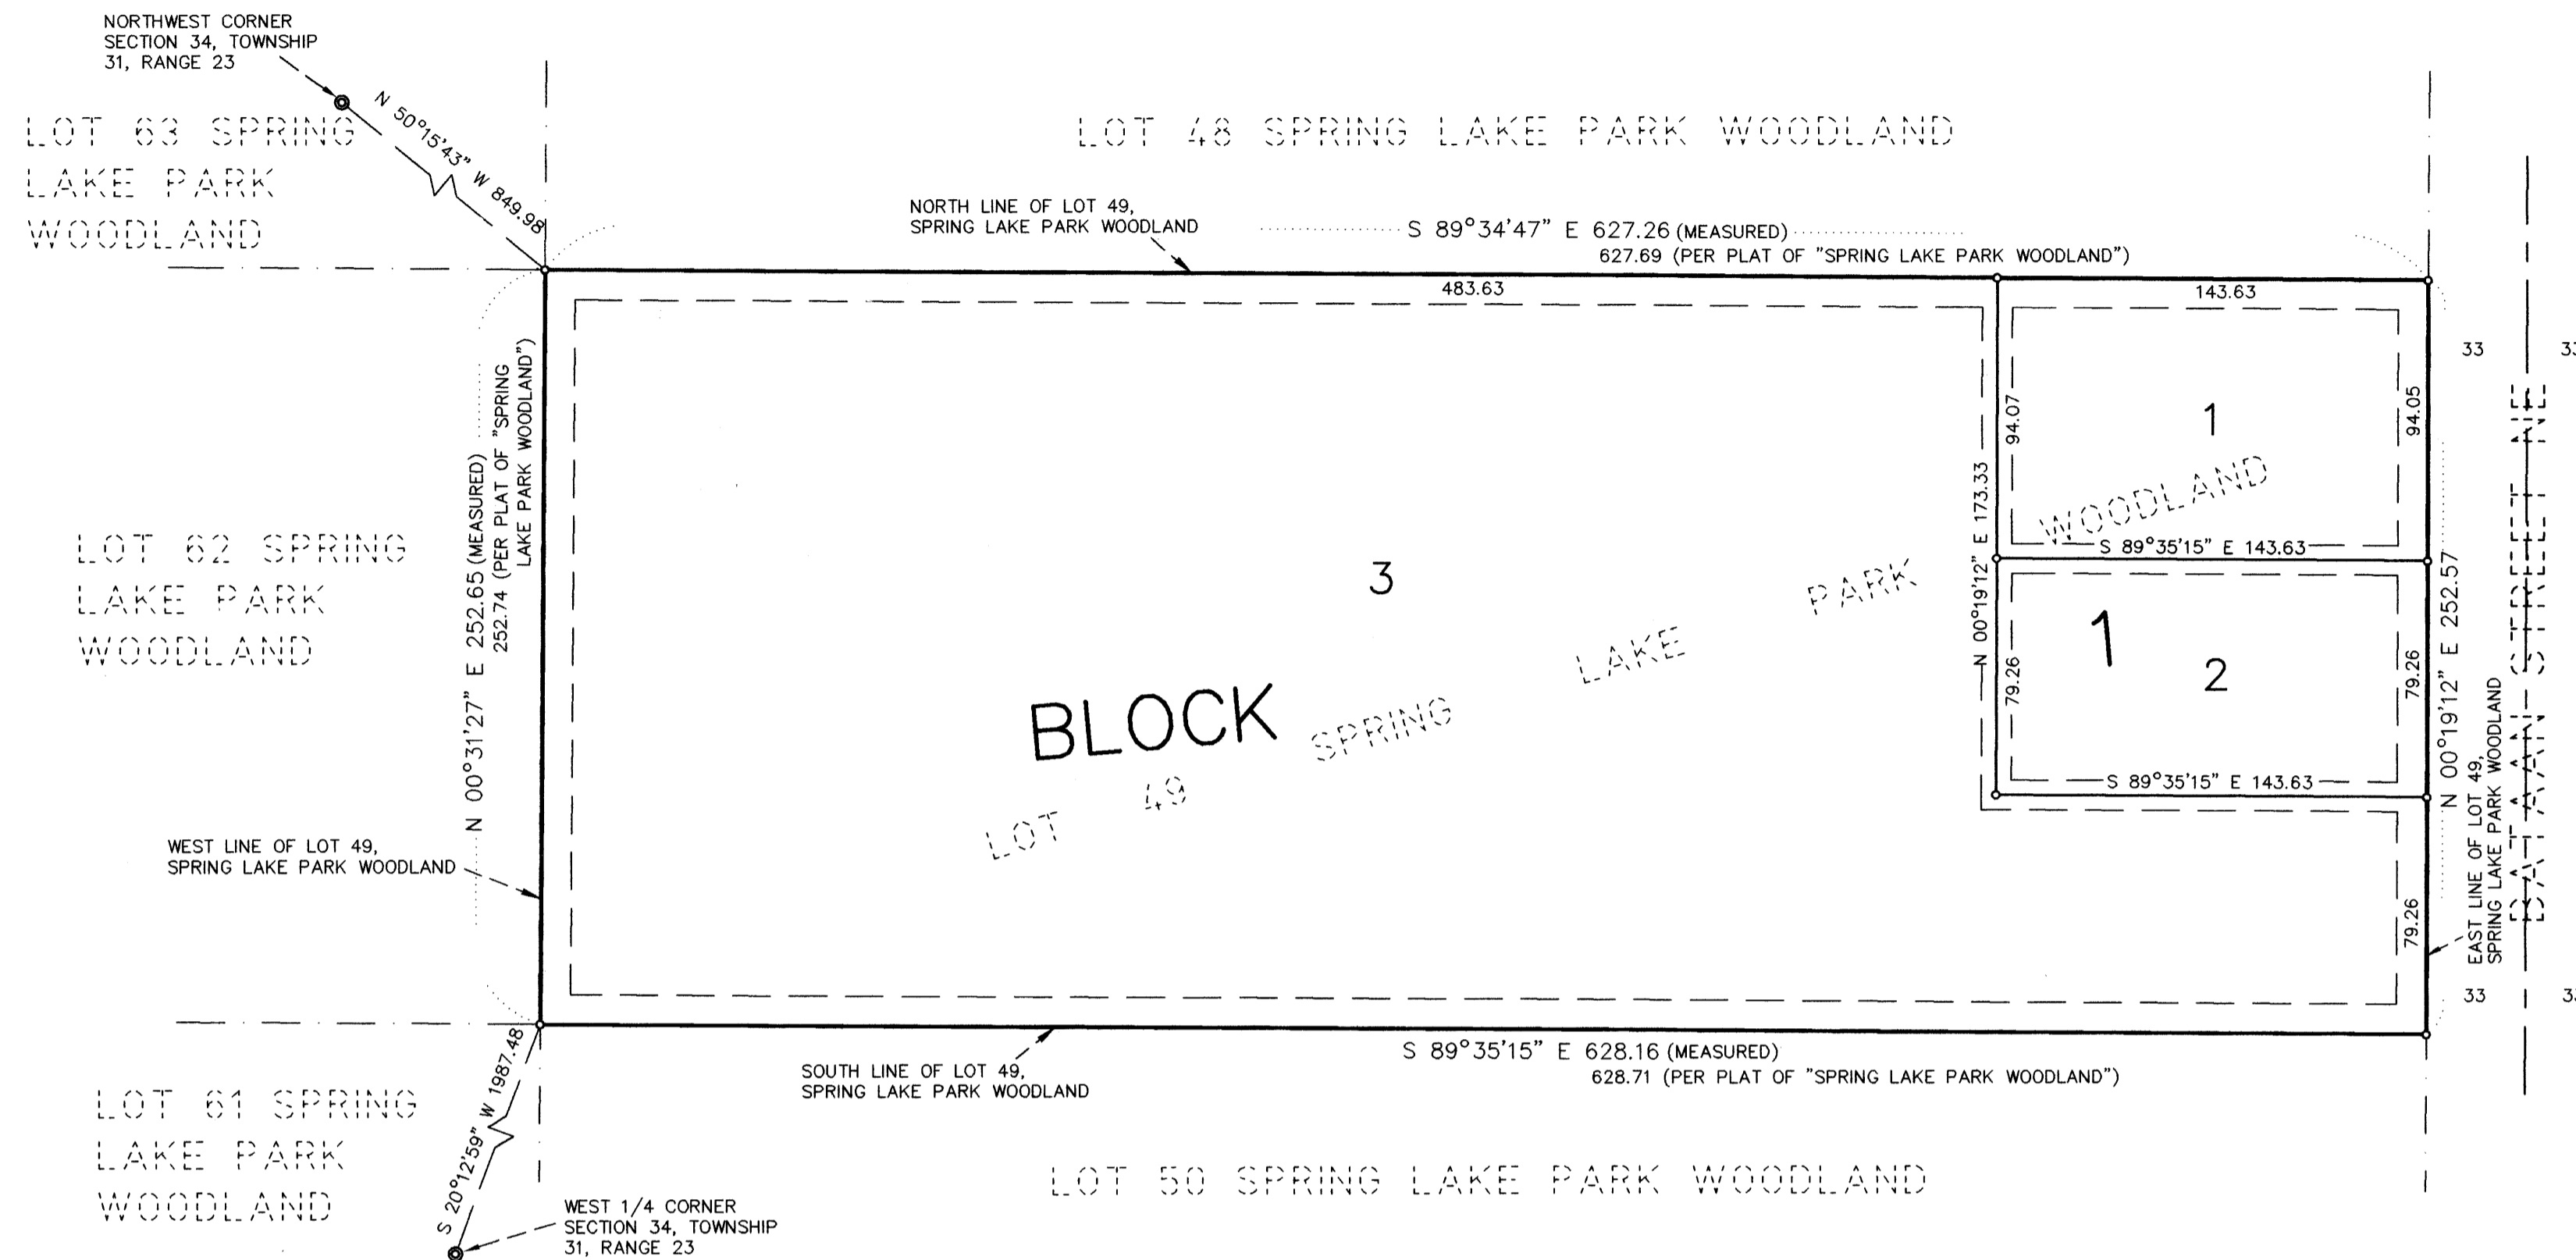 NORTHWEST CORNER
SECTION 34, TOWNSHIP
31, RANGE 23
N 50°15'43" W 849.98
LOT 63 SPRING
LAKE PARK
WOODLAND
LOT 48 SPRING LAKE PARK WOODLAND
NORTH LINE OF LOT 49,
SPRING LAKE PARK WOODLAND
S 89°34'47" E 627.26 (MEASURED)
627.69 (PER PLAT OF "SPRING LAKE PARK WOODLAND")
483.63
143.63
33
33
N 00°31'27" E 252.65 (MEASURED)
252.74 (PER PLAT OF "SPRING
LAKE PARK WOODLAND")
94.07
94.05
1
N 00°19'12" E 173.33
S 89°35'15" E 143.63
LOT 62 SPRING
LAKE PARK
WOODLAND
3
BLOCK 1
LOT 49 SPRING LAKE PARK WOODLAND
79.26
2
79.26
S 89°35'15" E 143.63
N 00°19'12" E 252.57
EAST LINE OF LOT 49,
SPRING LAKE PARK WOODLAND
BATAAN STREET NE
WEST LINE OF LOT 49,
SPRING LAKE PARK WOODLAND
79.26
33
33
S 89°35'15" E 628.16 (MEASURED)
628.71 (PER PLAT OF "SPRING LAKE PARK WOODLAND")
SOUTH LINE OF LOT 49,
SPRING LAKE PARK WOODLAND
S 20°12'59" W 1987.48
LOT 61 SPRING
LAKE PARK
WOODLAND
LOT 50 SPRING LAKE PARK WOODLAND
WEST 1/4 CORNER
SECTION 34, TOWNSHIP
31, RANGE 23